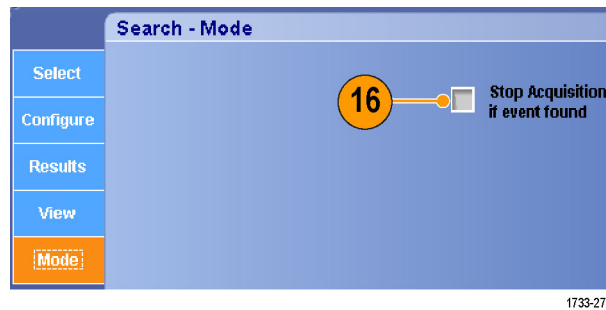 Search - Mode
Select
Configure
Results
View
Mode
16
Stop Acquisition
if event found
1733-27